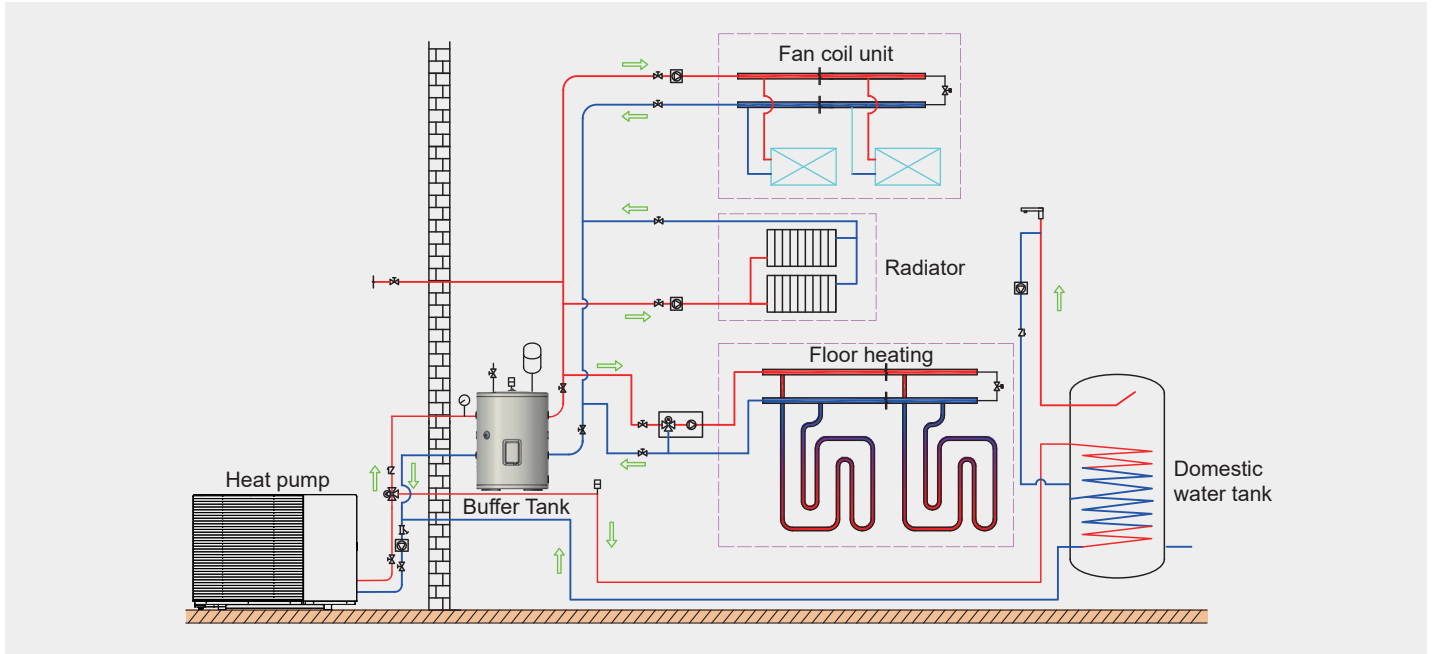 Fan coil unit
Radiator
Floor heating
Heat pump
Buffer Tank
Domestic
water tank